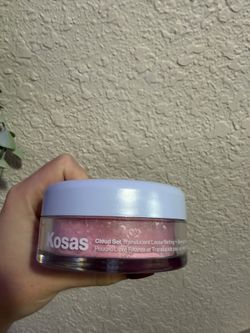 Kosas
Cloud Set Translucent Loose Setting +
Poudre Libre Fixante et Translucide